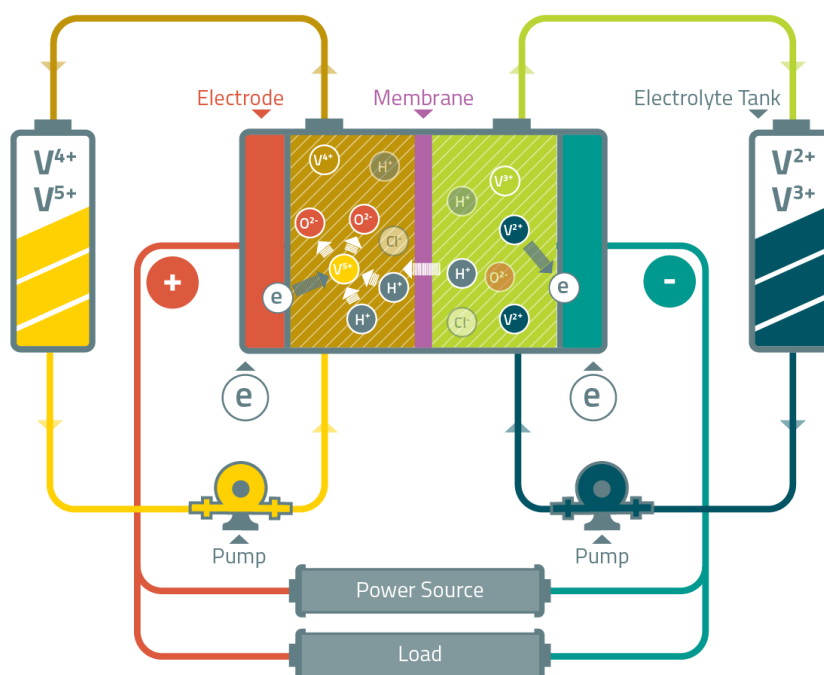 Electrode
Membrane
Electrolyte Tank
V⁴⁺
V⁵⁺
V²⁺
V³⁺
V⁴⁺
H⁺
V³⁺
H⁺
O²⁻
O²⁻
V²⁺
Cl⁻
V⁵⁺
H⁺
O²⁻
+
-
e
H⁺
e
H⁺
Cl⁻
V²⁺
e
e
Pump
Pump
Power Source
Load